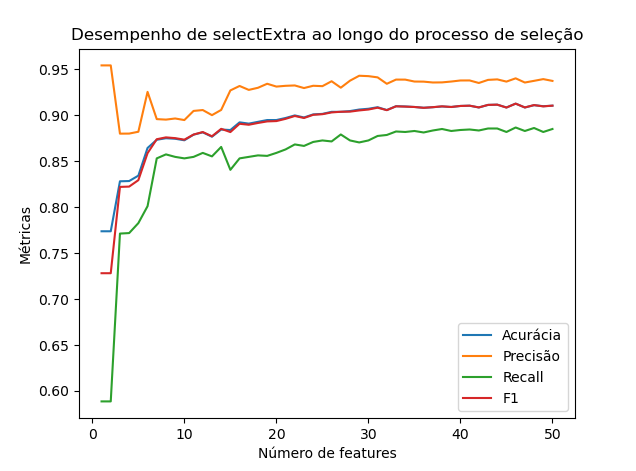 Desempenho de selectExtra ao longo do processo de seleção
0.95
0.90
0.85
0.80
0.75
0.70
0.65
0.60
Métricas
Acurácia
Precisão
Recall
F1
0 10 20 30 40 50
Número de features